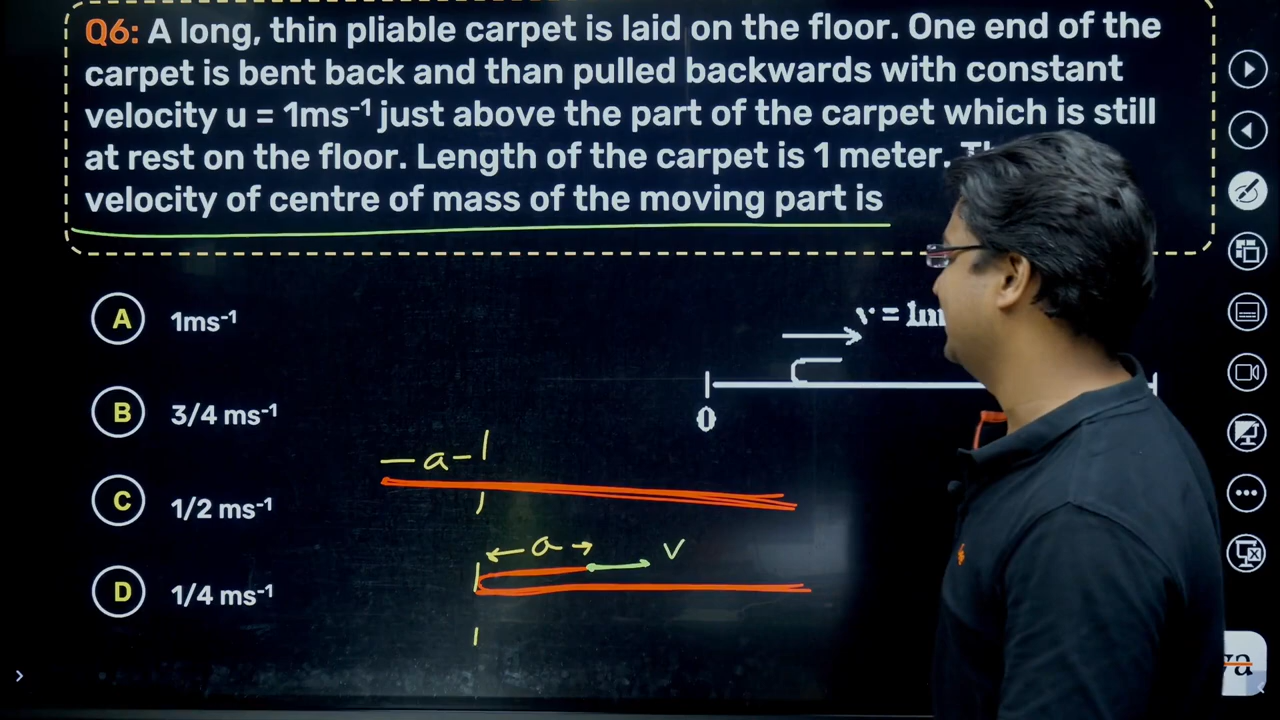 Q6: A long, thin pliable carpet is laid on the floor. One end of the
carpet is bent back and than pulled backwards with constant
velocity u = 1ms⁻¹ just above the part of the carpet which is still
at rest on the floor. Length of the carpet is 1 meter.
velocity of centre of mass of the moving part is
A 1ms⁻¹
B 3/4 ms⁻¹
C 1/2 ms⁻¹
D 1/4 ms⁻¹
v = 1m
0
a
a v